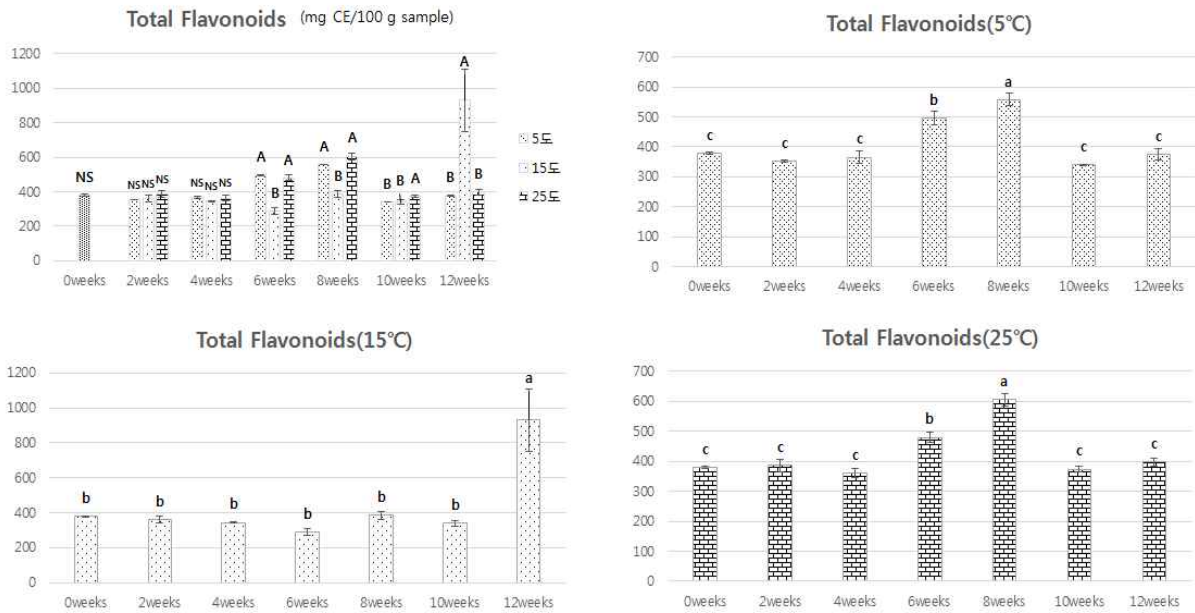 Total Flavonoids (mg CE/100 g sample)
1200
1000
800
600
400
200
0
NS
NS NS NS
NS NS NS
A B A
A B A
B B A
B A B
0weeks 2weeks 4weeks 6weeks 8weeks 10weeks 12weeks
5도
15도
25도
Total Flavonoids(5℃)
700
600
500
400
300
200
100
0
c c c b a c c
0weeks 2weeks 4weeks 6weeks 8weeks 10weeks 12weeks
Total Flavonoids(15℃)
1200
1000
800
600
400
200
0
b b b b b b a
0weeks 2weeks 4weeks 6weeks 8weeks 10weeks 12weeks
Total Flavonoids(25℃)
700
600
500
400
300
200
100
0
c c c b a c c
0weeks 2weeks 4weeks 6weeks 8weeks 10weeks 12weeks